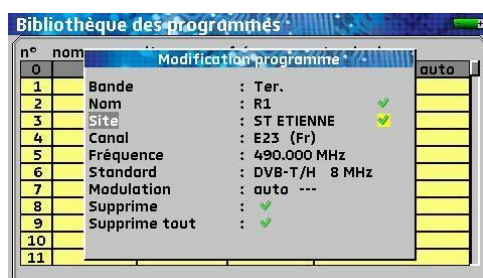 Bibliothèque des programmes
n° nom
Modification programme
0 auto
1 Bande : Ter.
2 Nom : R1
3 Site : ST ETIENNE
4 Canal : E23 (Fr)
5 Fréquence : 490.000 MHz
6 Standard : DVB-T/H 8 MHz
7 Modulation : auto ---
8 Supprime :
9 Supprime tout :
10
11